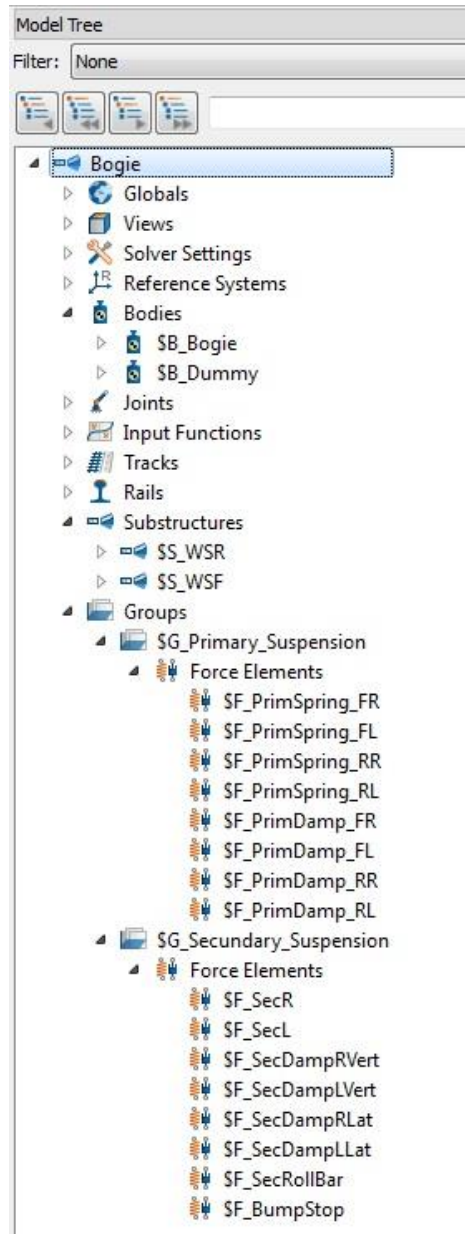 Model Tree
Filter: None
Bogie
Globals
Views
Solver Settings
Reference Systems
Bodies
$B_Bogie
$B_Dummy
Joints
Input Functions
Tracks
Rails
Substructures
$S_WSR
$S_WSF
Groups
$G_Primary_Suspension
Force Elements
$F_PrimSpring_FR
$F_PrimSpring_FL
$F_PrimSpring_RR
$F_PrimSpring_RL
$F_PrimDamp_FR
$F_PrimDamp_FL
$F_PrimDamp_RR
$F_PrimDamp_RL
$G_Secundary_Suspension
Force Elements
$F_SecR
$F_SecL
$F_SecDampRVert
$F_SecDampLVert
$F_SecDampRLat
$F_SecDampLLat
$F_SecRollBar
$F_BumpStop